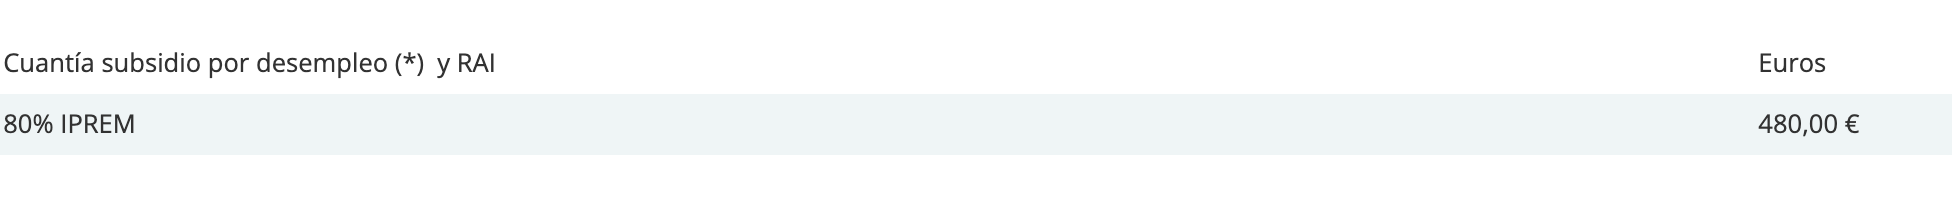 Cuantía subsidio por desempleo (*)  y RAI Euros
80% IPREM 480,00 €